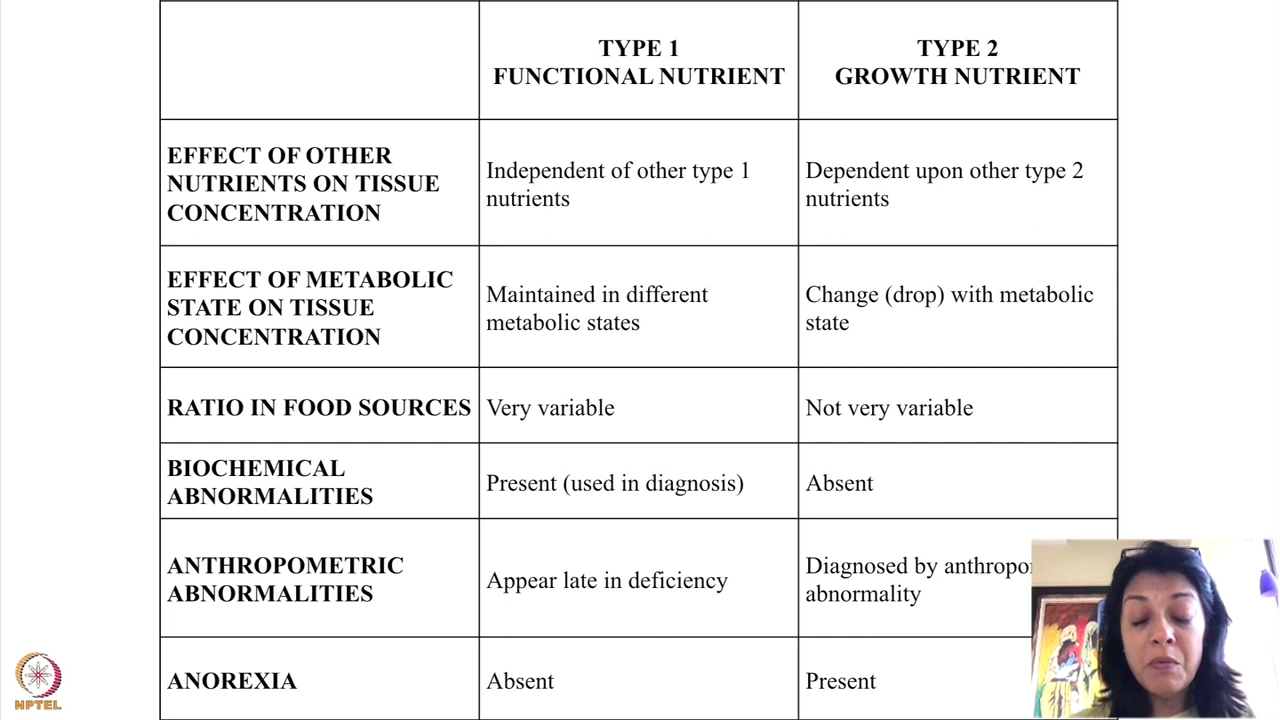 TYPE 1
FUNCTIONAL NUTRIENT
TYPE 2
GROWTH NUTRIENT
EFFECT OF OTHER
NUTRIENTS ON TISSUE
CONCENTRATION
Independent of other type 1
nutrients
Dependent upon other type 2
nutrients
EFFECT OF METABOLIC
STATE ON TISSUE
CONCENTRATION
Maintained in different
metabolic states
Change (drop) with metabolic
state
RATIO IN FOOD SOURCES
Very variable
Not very variable
BIOCHEMICAL
ABNORMALITIES
Present (used in diagnosis)
Absent
ANTHROPOMETRIC
ABNORMALITIES
Appear late in deficiency
Diagnosed by
abnormality
ANOREXIA
Absent
Present
NPTEL